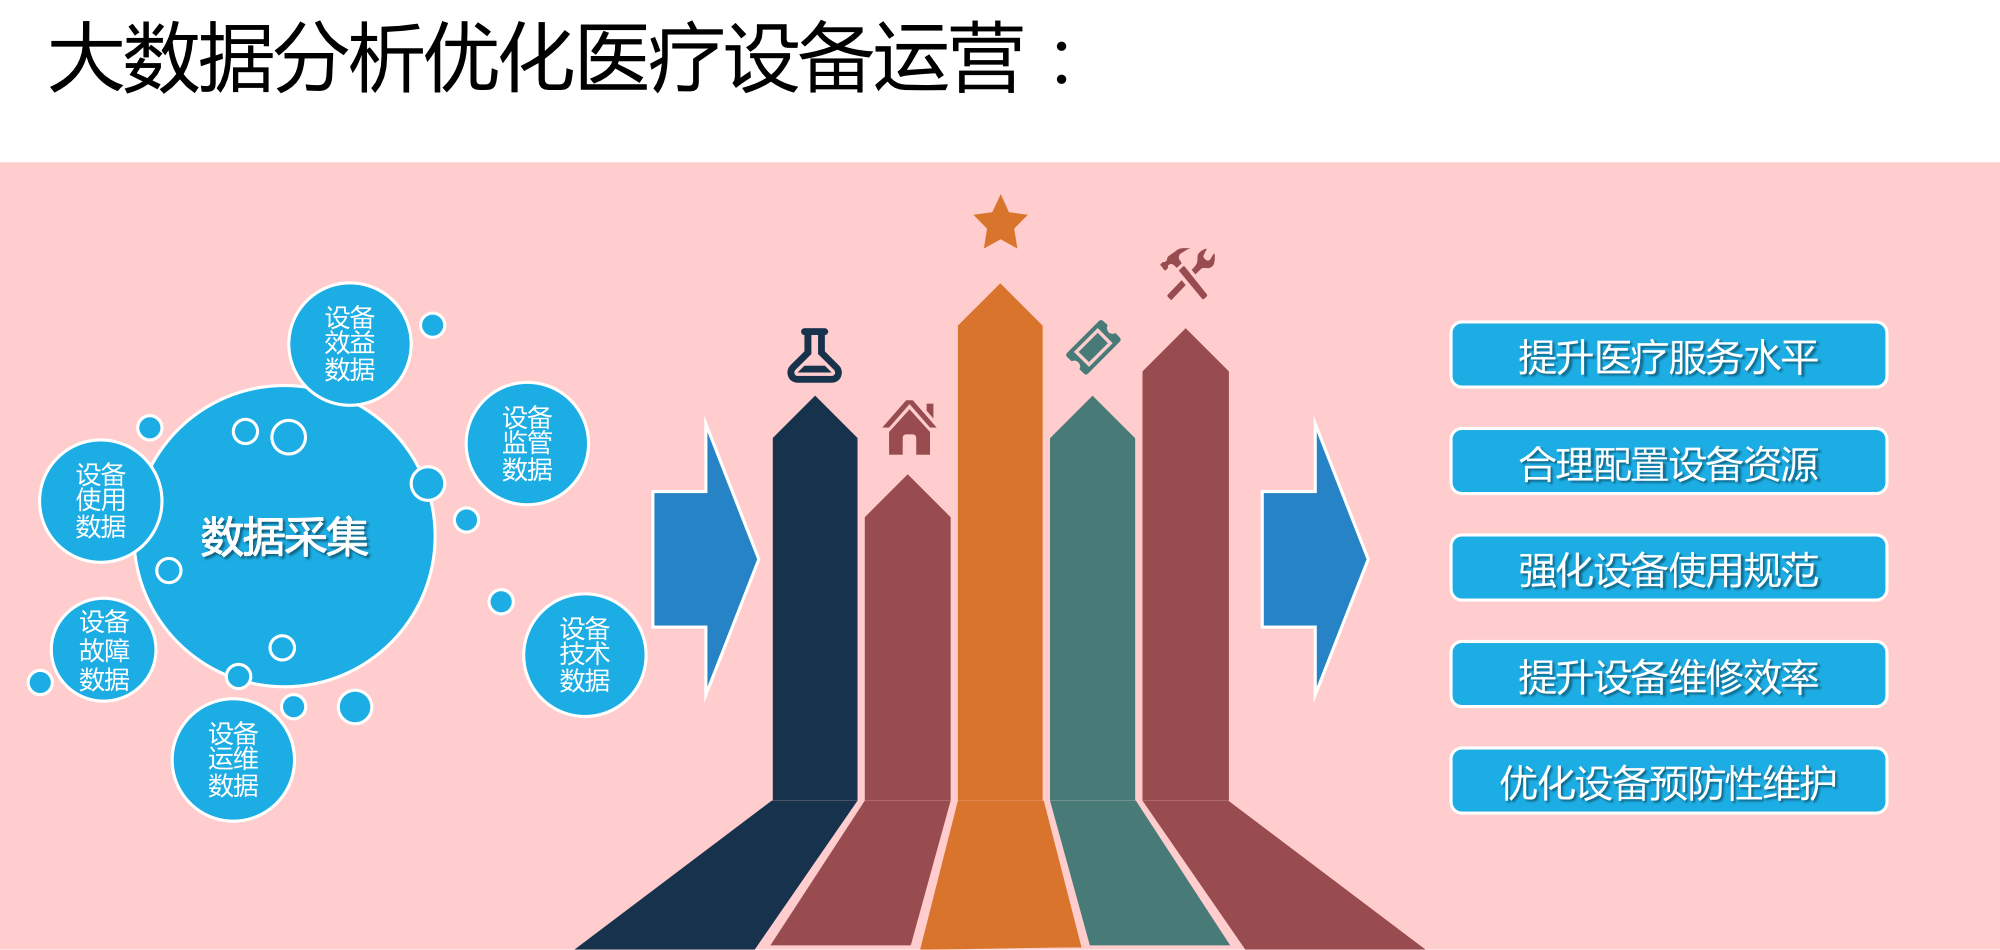 大数据分析优化医疗设备运营：
设备
效益
数据
设备
监管
数据
设备
使用
数据
数据采集
设备
故障
数据
设备
技术
数据
设备
运维
数据
提升医疗服务水平
合理配置设备资源
强化设备使用规范
提升设备维修效率
优化设备预防性维护